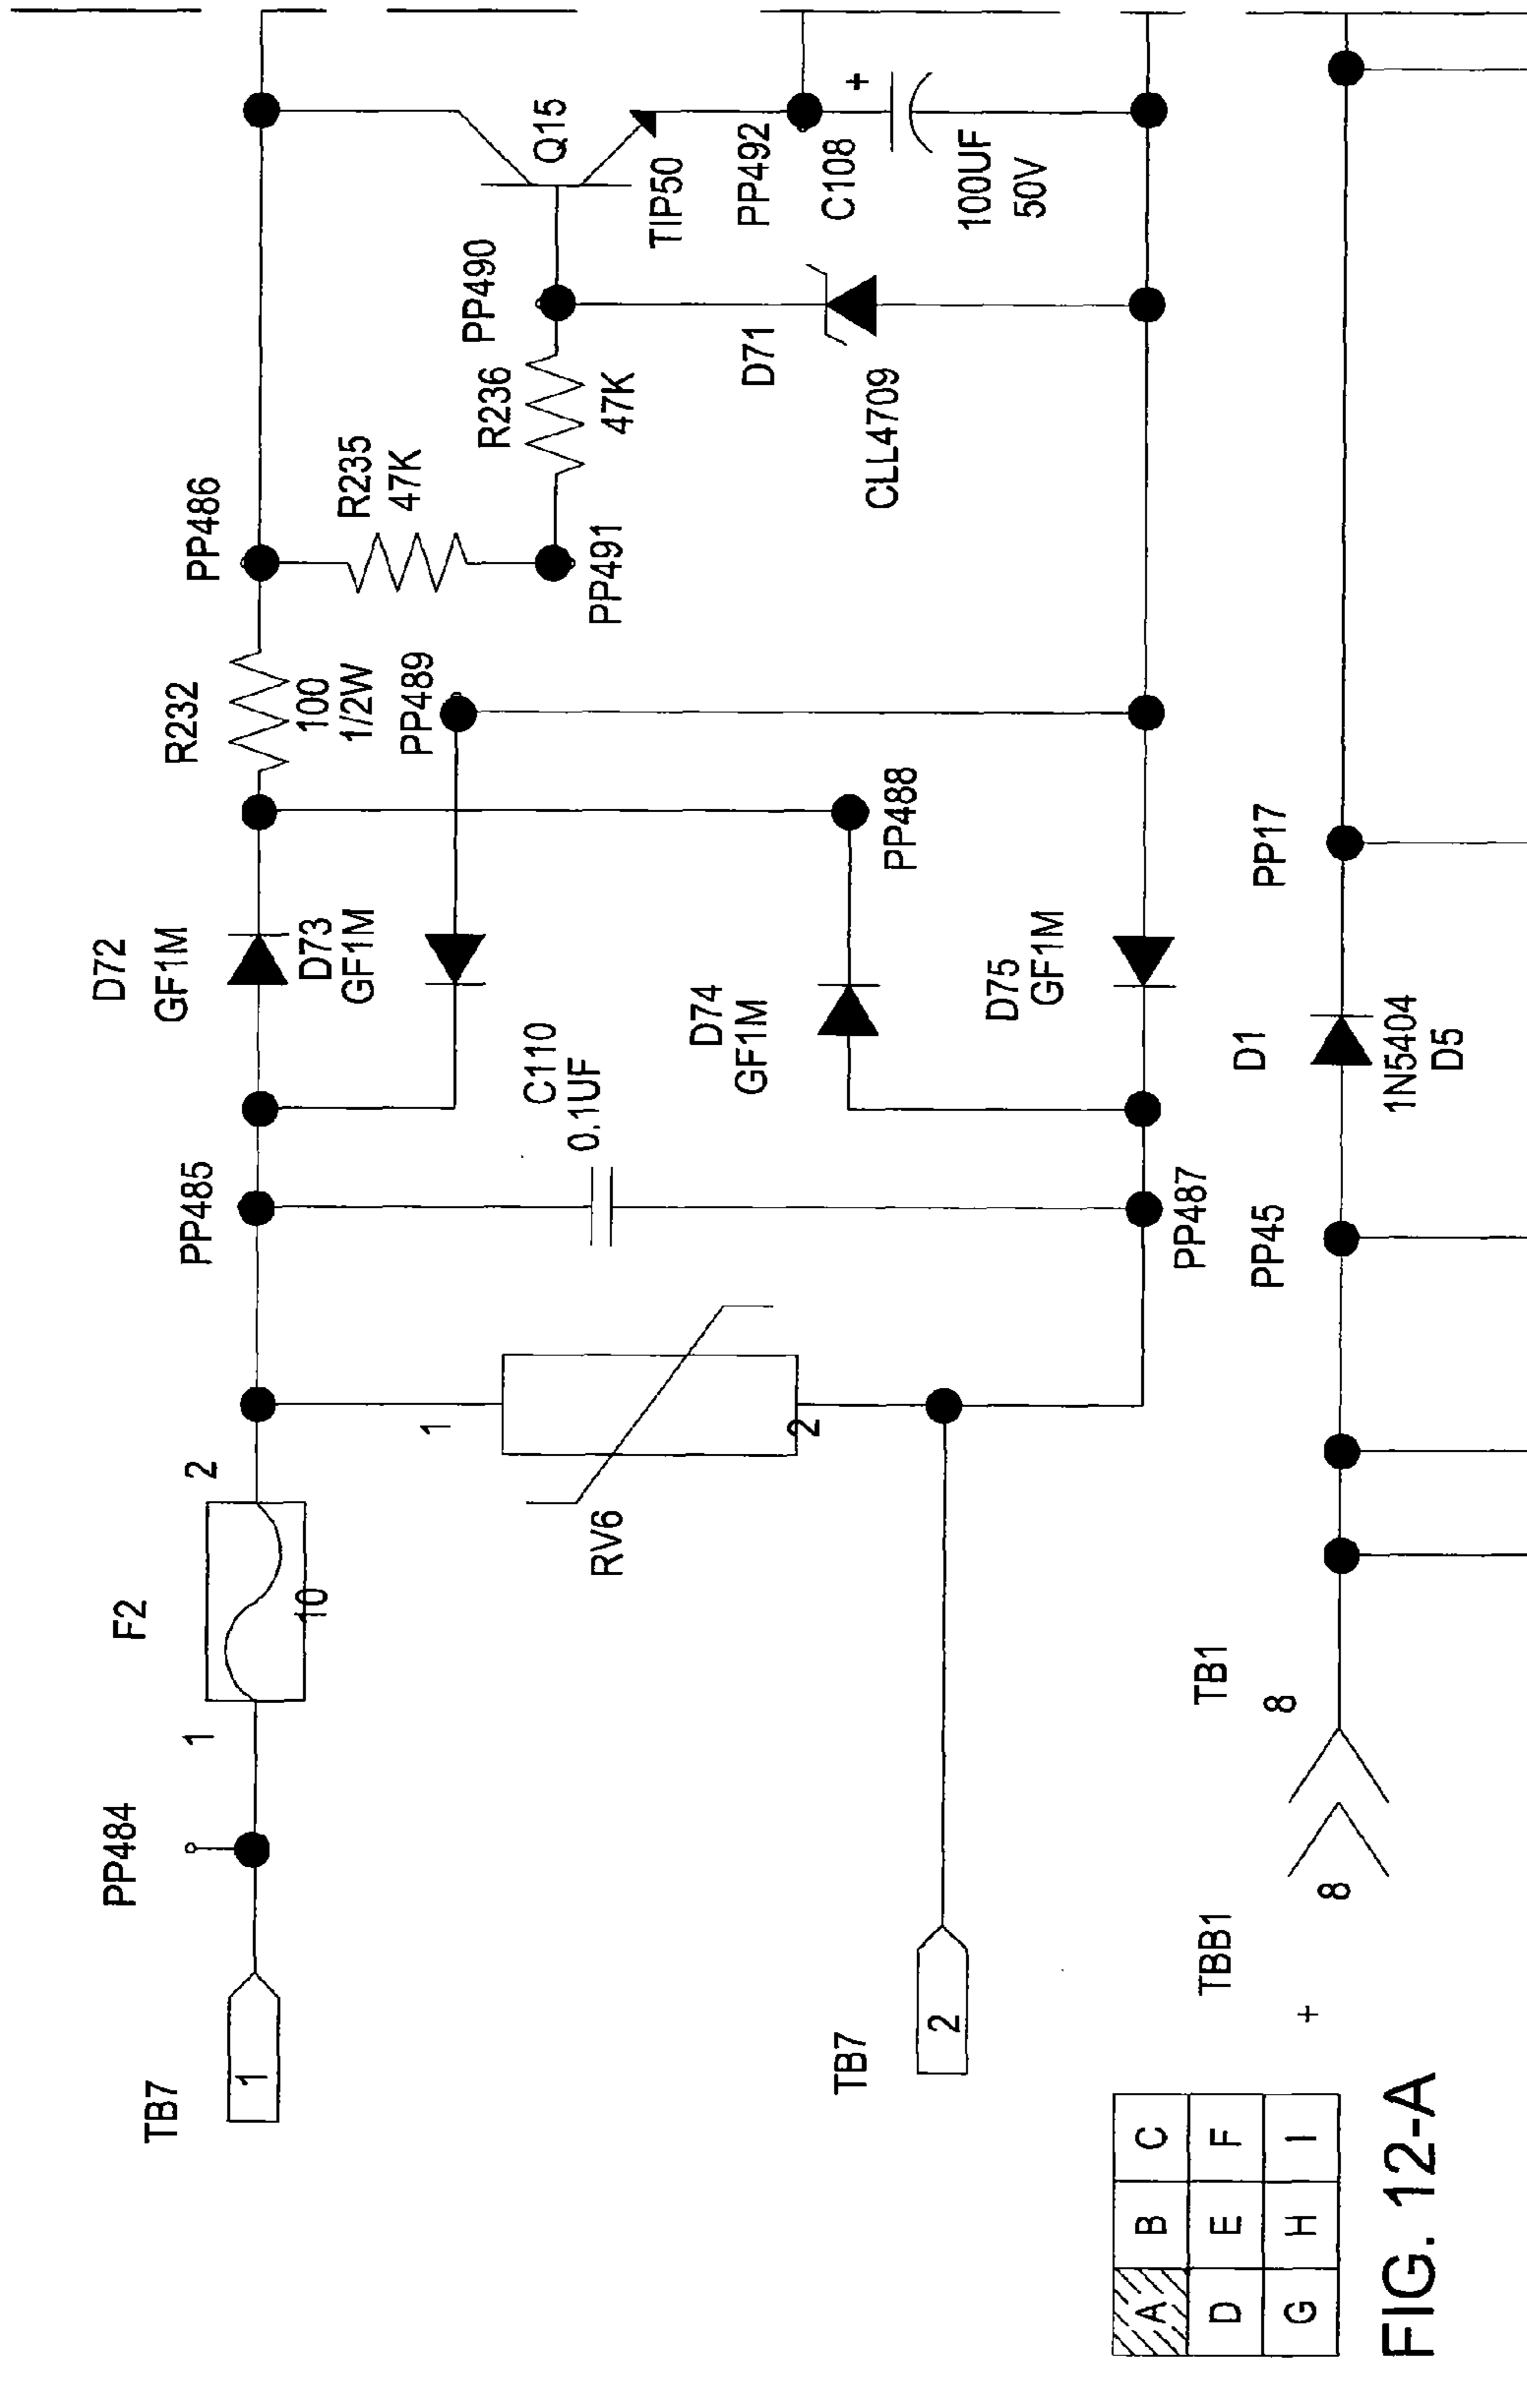 TB7
1
PP484
1
F2
10
2
RV6
1
2
PP485
C110
0.1UF
D72
GF1M
D73
GF1M
R232
100
1/2W
PP489
PP486
R235
47K
PP491
R236
47K
PP490
Q15
TIP50
PP492
C108
+
100UF
50V
D71
CLL4709
PP488
D74
GF1M
D75
GF1M
PP487
TB7
2
TBB1
+
8
TB1
8
PP45
D1
1N5404
D5
PP17
A B C
D E F
G H I
FIG. 12-A